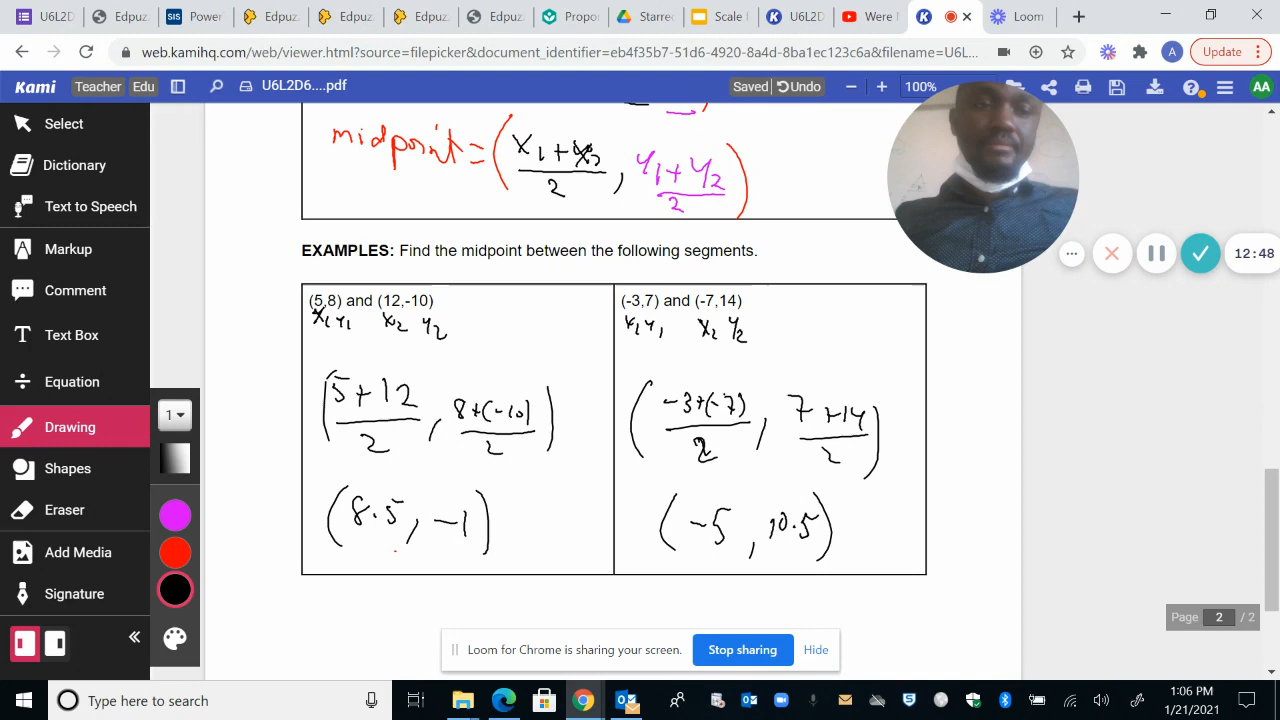 U6L2D6
Edpuz
SIS Power
Edpuz
Edpuz
Edpuz
Edpuz
Propo
Starrec
Scale f
U6L2D
Were N
Loom
web.kamihq.com/web/viewer.html?source=filepicker&document_identifier=eb4f35b7-51d6-4920-8a4d-8ba1ec123c6a&filename=U6L...
A
Update
Kami Teacher Edu U6L2D6....pdf Saved Undo 100% AA
Select
Dictionary
Text to Speech
Markup
Comment
Text Box
Equation
Drawing
Shapes
Eraser
Add Media
Signature
1
midpoint = (x1 + x2 / 2, y1 + y2 / 2)
EXAMPLES: Find the midpoint between the following segments.
(5,8) and (12,-10)
x1 y1 x2 y2
(5+12 / 2, 8+(-10) / 2)
(8.5, -1)
(-3,7) and (-7,14)
x1 y1 x2 y2
(-3+(-7) / 2, 7+14 / 2)
(-5, 10.5)
12:48
Page 2 / 2
Loom for Chrome is sharing your screen. Stop sharing Hide
Type here to search
1:06 PM
1/21/2021